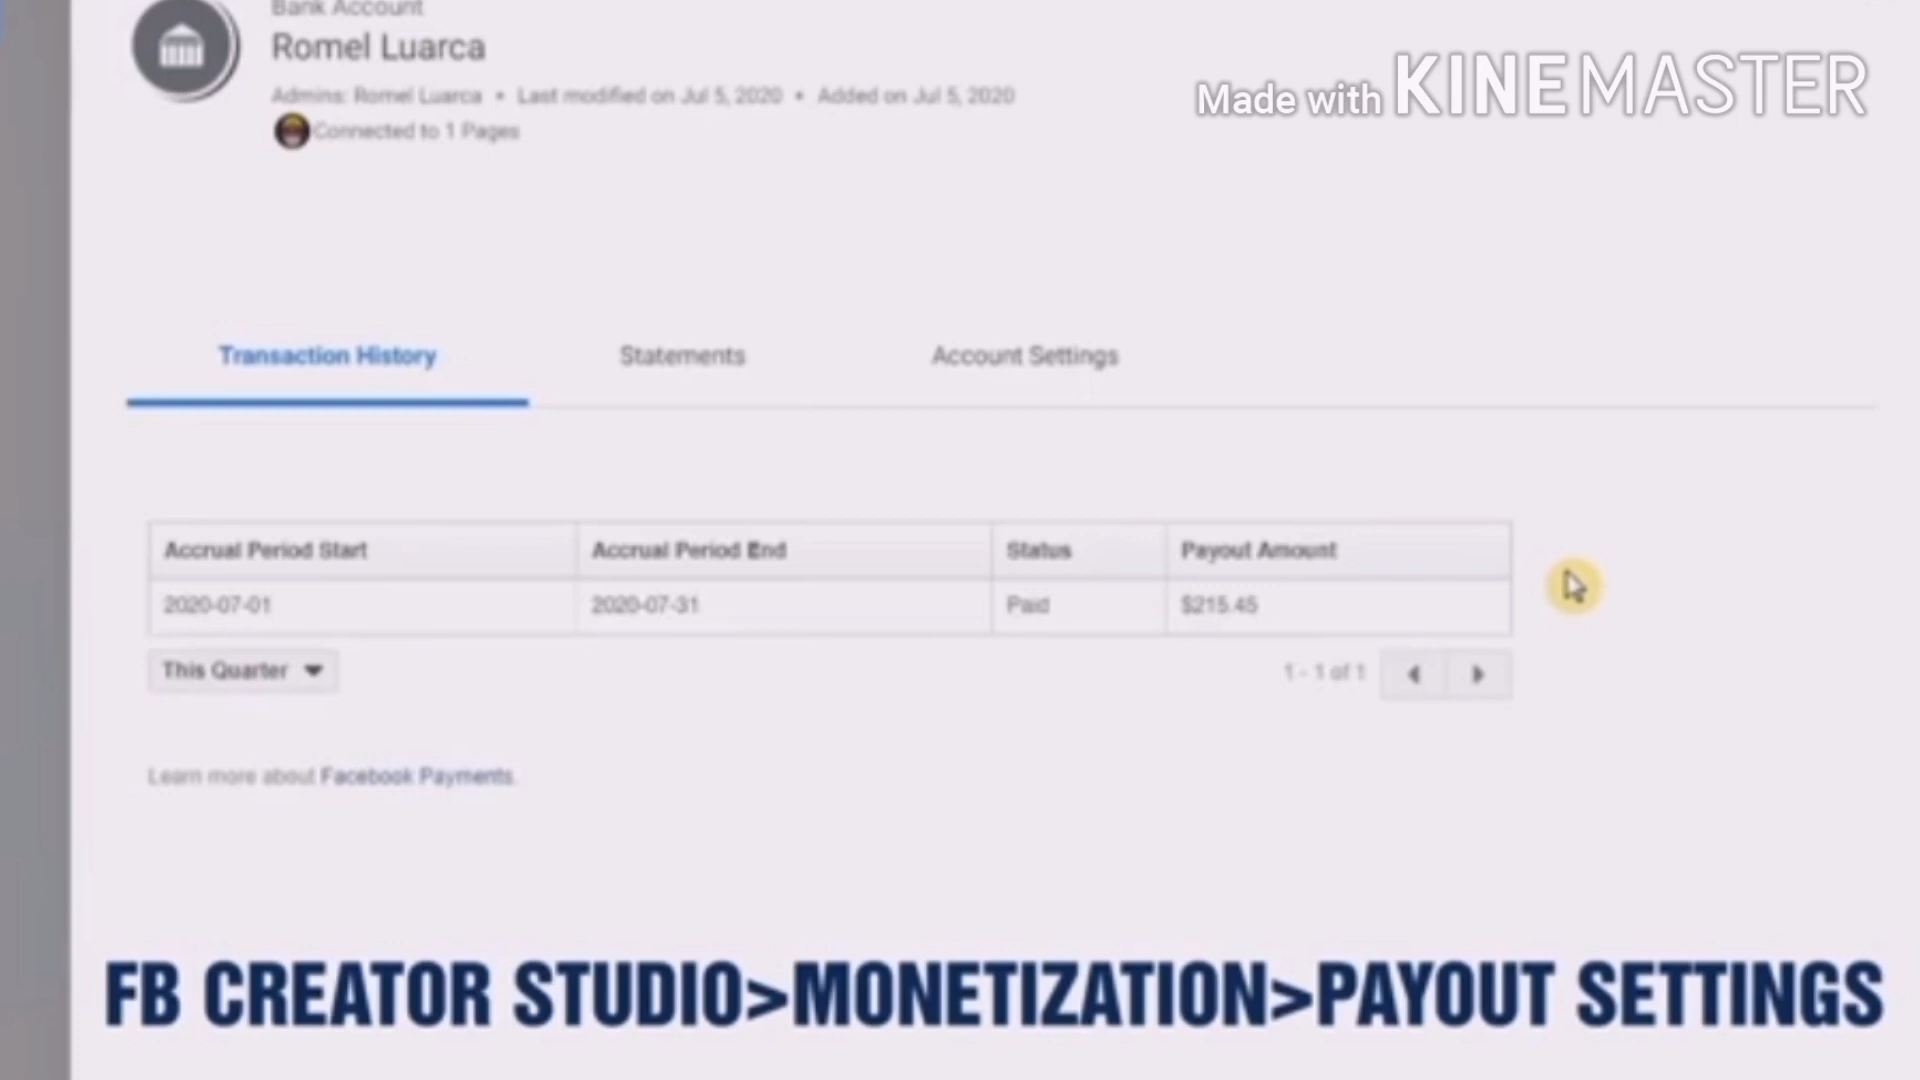 Bank Account
Romel Luarca
Made with KINEMASTER
Admins: Romel Luarca • Last modified on Jul 5, 2020 • Added on Jul 5, 2020
Connected to 1 Pages
Transaction History Statements Account Settings
Accrual Period Start Accrual Period End Status Payout Amount
2020-07-01 2020-07-31 Paid $215.45
This Quarter 1 - 1 of 1
Learn more about Facebook Payments.
FB CREATOR STUDIO>MONETIZATION>PAYOUT SETTINGS